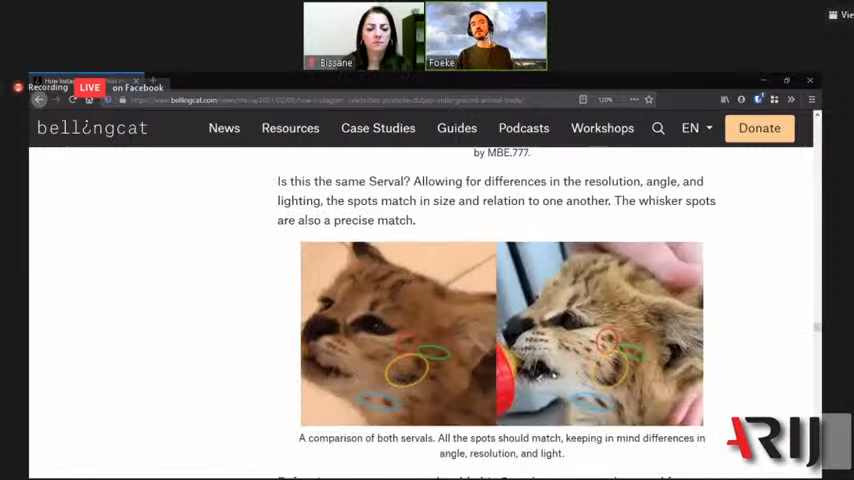 Vie
Bissane
Foeke
Recording
LIVE
on Facebook
120%
bellingcat
News
Resources
Case Studies
Guides
Podcasts
Workshops
EN
Donate
by MBE.777.
Is this the same Serval? Allowing for differences in the resolution, angle, and
lighting, the spots match in size and relation to one another. The whisker spots
are also a precise match.
A comparison of both servals. All the spots should match, keeping in mind differences in
angle, resolution, and light.
ARIJ